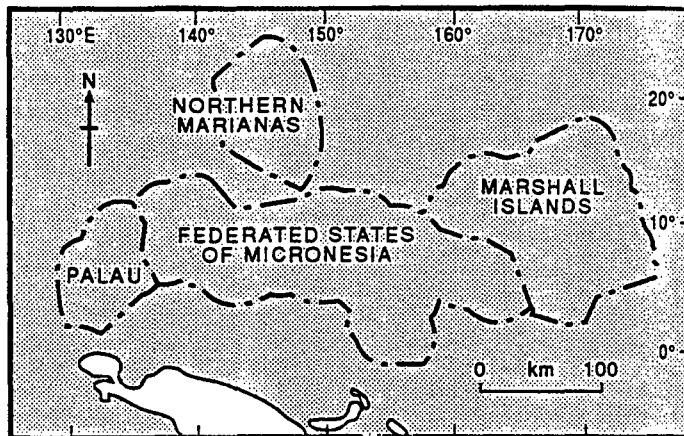 130°E 140° 150° 160° 170°
N
20°
NORTHERN
MARIANAS
MARSHALL
ISLANDS
10°
FEDERATED STATES
OF MICRONESIA
PALAU
0°
0 km 100